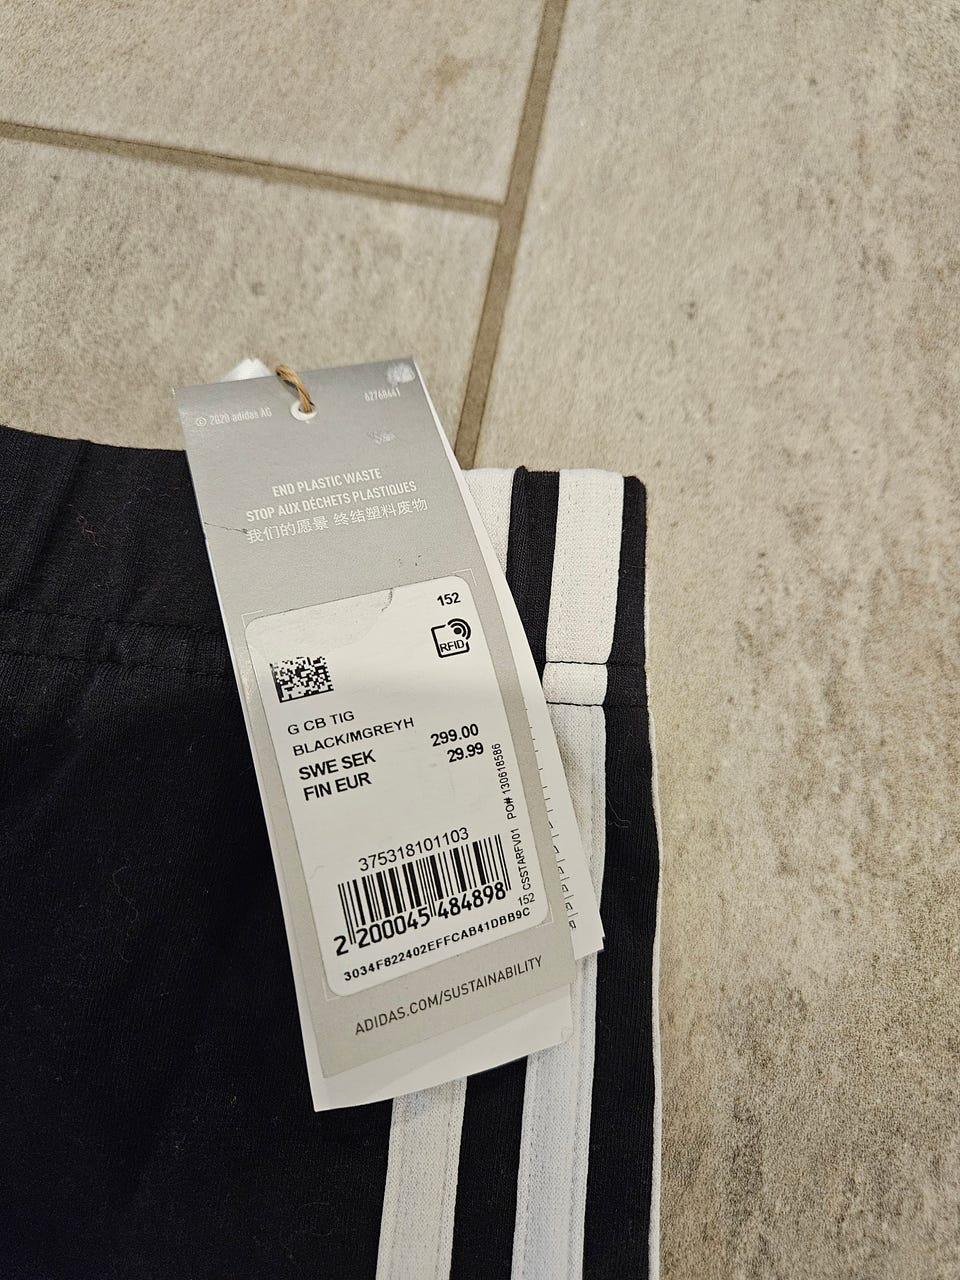 © 2020 adidas AG
62768441
END PLASTIC WASTE
STOP AUX DÉCHETS PLASTIQUES
我们的愿景 终结塑料废物
152
RFID
G CB TIG
BLACK/MGREYH
SWE SEK 299.00
FIN EUR 29.99
375318101103
2 200045 484898
3034F822402EFFCAB41DBB9C
152 CSSTARFV01 PO# 130618586
ADIDAS.COM/SUSTAINABILITY